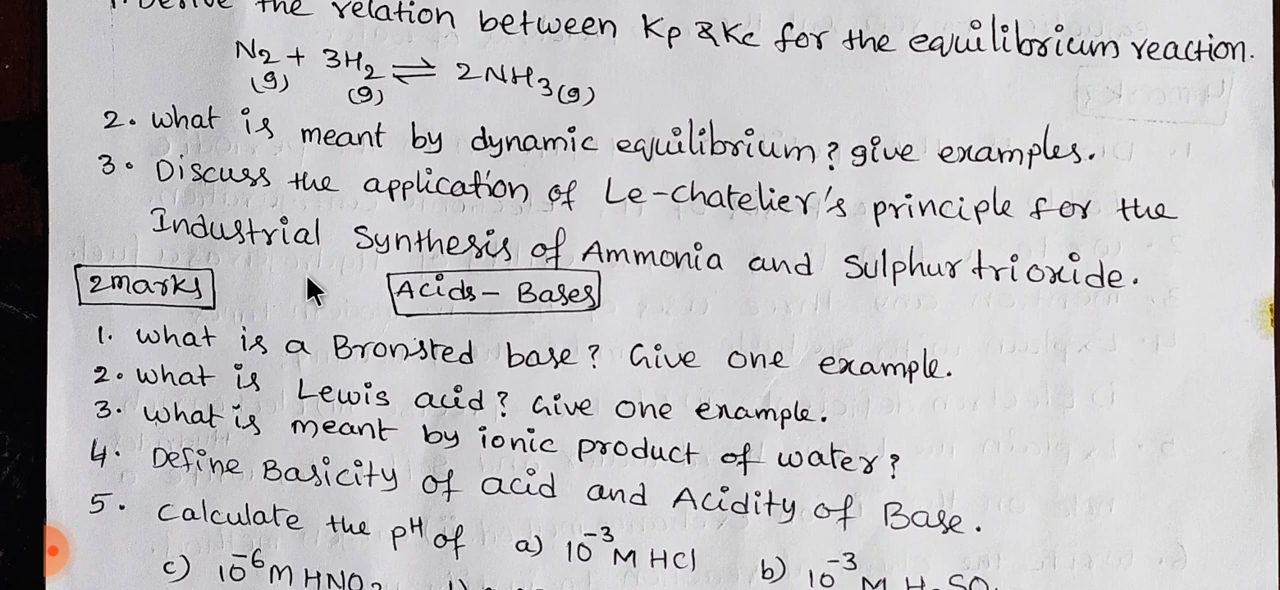 the relation between Kp &Kc for the equilibrium reaction.
N2 + 3H2 ⇌ 2NH3(g)
(g) (g)
2. what is meant by dynamic equilibrium? give examples.
3. Discuss the application of Le-chatelier's principle for the
Industrial Synthesis of Ammonia and Sulphur trioxide.
2marks Acids - Bases
1. what is a Bronsted base? Give one example.
2. what is Lewis acid? Give one example.
3. what is meant by ionic product of water?
4. Define Basicity of acid and Acidity of Base.
5. calculate the pH of a) 10⁻³ M HCl b) 10⁻³ M
c) 10⁻⁶ M